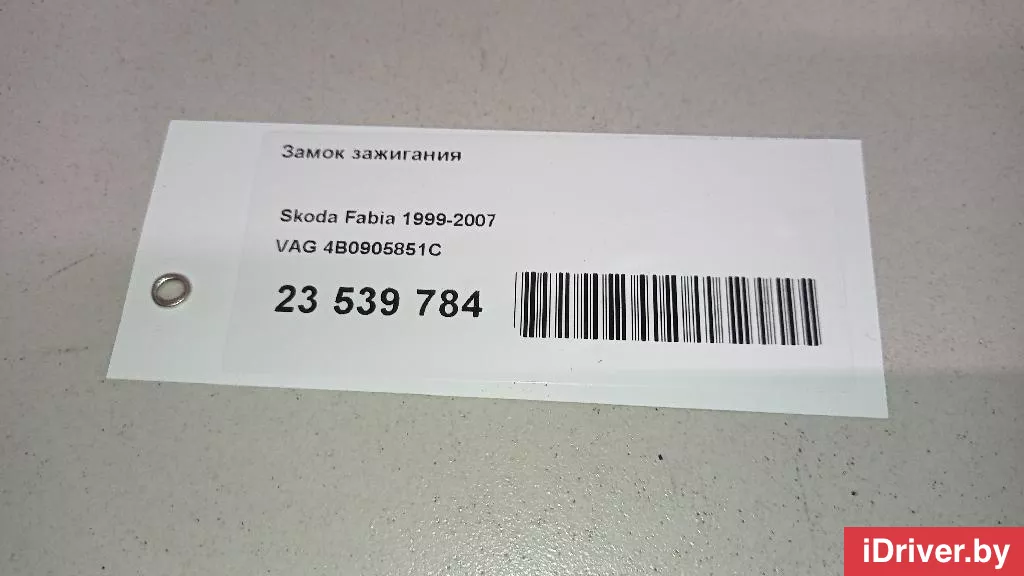 Замок зажигания
Skoda Fabia 1999-2007
VAG 4B0905851C
23 539 784
iDriver.by